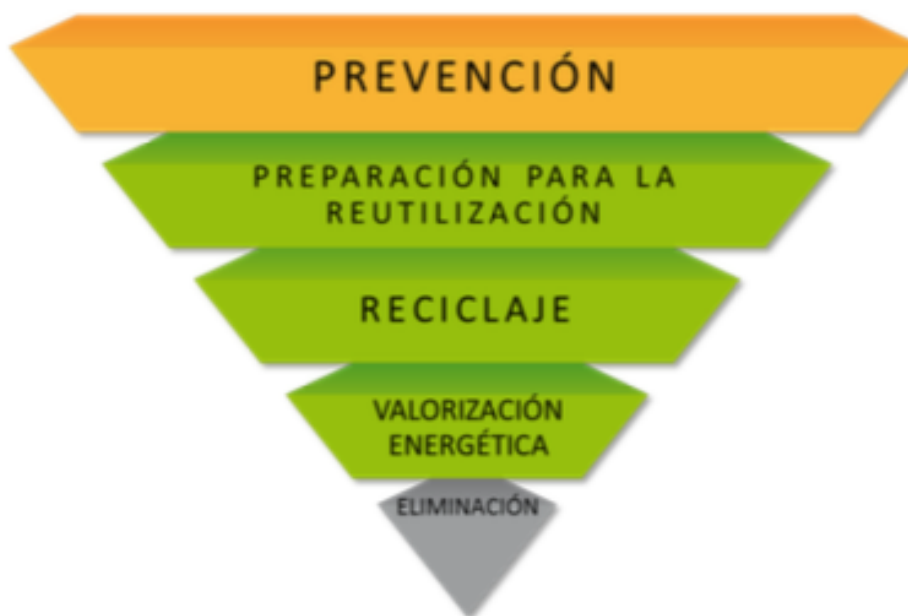 PREVENCIÓN
PREPARACIÓN PARA LA
REUTILIZACIÓN
RECICLAJE
VALORIZACIÓN
ENERGÉTICA
ELIMINACIÓN